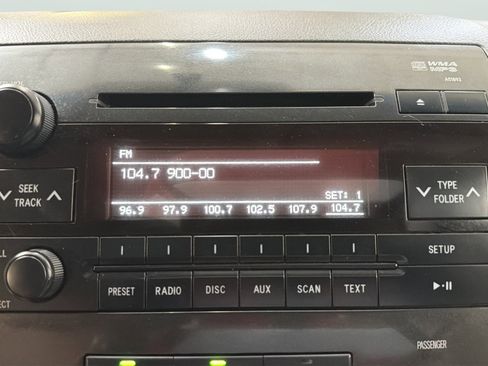 WMA
MP3
A51842
FM
104.7 900-00
SET: 1
96.9 97.9 100.7 102.5 107.9 104.7
SEEK
TRACK
TYPE
FOLDER
SETUP
PRESET RADIO DISC AUX SCAN TEXT
PASSENGER